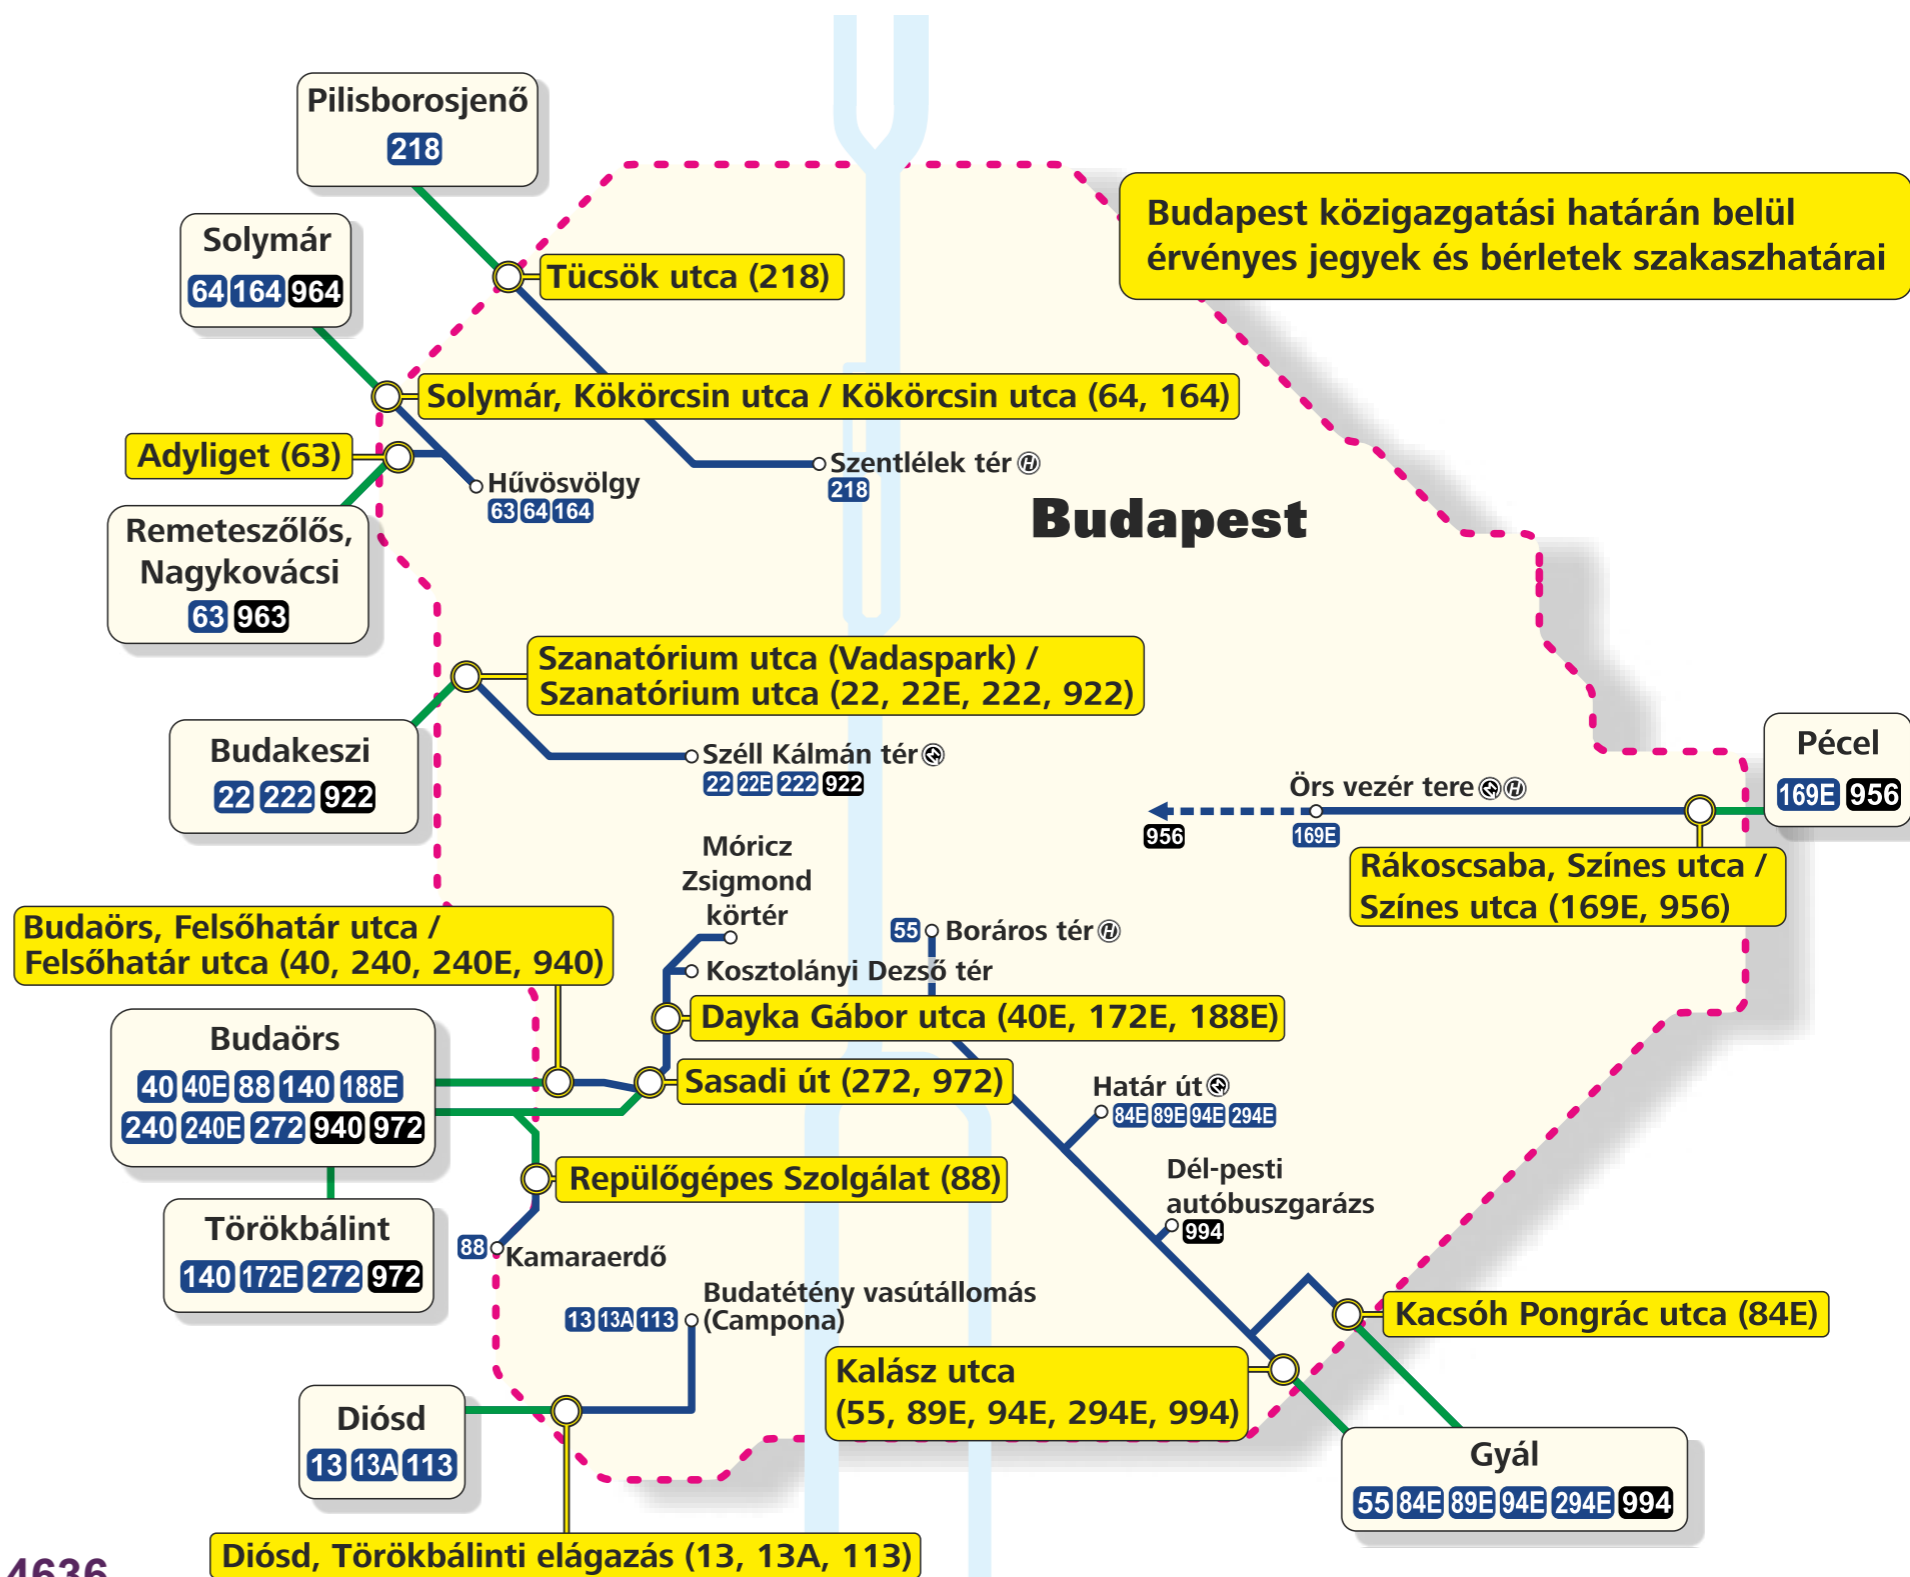 Pilisborosjenő
218
Solymár
64 164 964
Tücsök utca (218)
Budapest közigazgatási határán belül
érvényes jegyek és bérletek szakaszhatárai
Solymár, Kökörcsin utca / Kökörcsin utca (64, 164)
Adyliget (63)
Hűvösvölgy
63 64 164
Szentlélek tér
218
Budapest
Remeteszőlős,
Nagykovácsi
63 963
Szanatórium utca (Vadaspark) /
Szanatórium utca (22, 22E, 222, 922)
Budakeszi
22 222 922
Széll Kálmán tér
22 22E 222 922
Pécel
169E 956
Örs vezér tere
956
169E
Rákoscsaba, Színes utca /
Színes utca (169E, 956)
Móricz
Zsigmond
körtér
Kosztolányi Dezső tér
55 Boráros tér
Budaörs, Felsőhatár utca /
Felsőhatár utca (40, 240, 240E, 940)
Dayka Gábor utca (40E, 172E, 188E)
Budaörs
40 40E 88 140 188E
240 240E 272 940 972
Sasadi út (272, 972)
Határ út
84E 89E 94E 294E
Repülőgépes Szolgálat (88)
Dél-pesti
autóbuszgarázs
994
Törökbálint
140 172E 272 972
88 Kamaraerdő
Budatétény vasútállomás
(Campona)
13 13A 113
Kacsóh Pongrác utca (84E)
Kalász utca
(55, 89E, 94E, 294E, 994)
Diósd
13 13A 113
Gyál
55 84E 89E 94E 294E 994
Diósd, Törökbálinti elágazás (13, 13A, 113)
4636